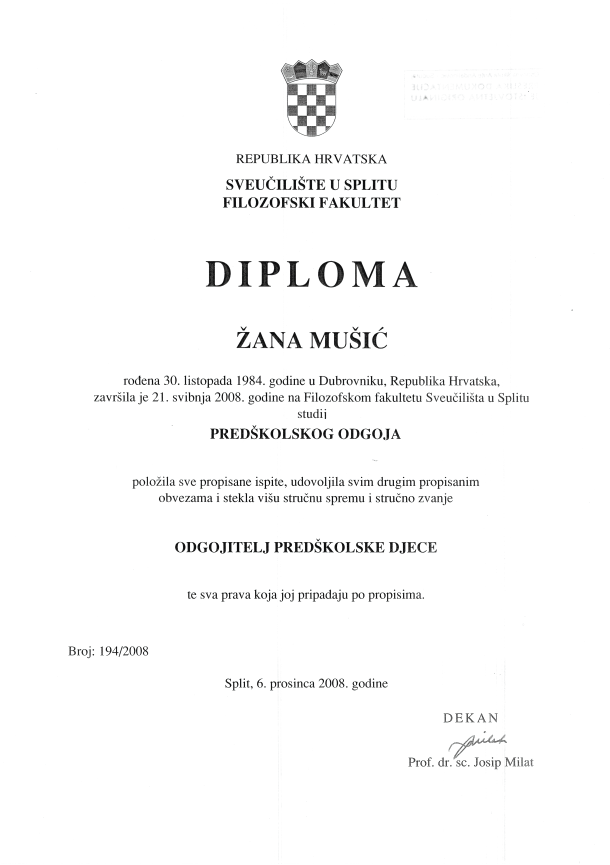 REPUBLIKA HRVATSKA
SVEUČILIŠTE U SPLITU
FILOZOFSKI FAKULTET
DIPLOMA
ŽANA MUŠIĆ
rođena 30. listopada 1984. godine u Dubrovniku, Republika Hrvatska,
završila je 21. svibnja 2008. godine na Filozofskom fakultetu Sveučilišta u Splitu
studij
PREDŠKOLSKOG ODGOJA
položila sve propisane ispite, udovoljila svim drugim propisanim
obvezama i stekla višu stručnu spremu i stručno zvanje
ODGOJITELJ PREDŠKOLSKE DJECE
te sva prava koja joj pripadaju po propisima.
Broj: 194/2008
Split, 6. prosinca 2008. godine
DEKAN
Prof. dr. sc. Josip Milat